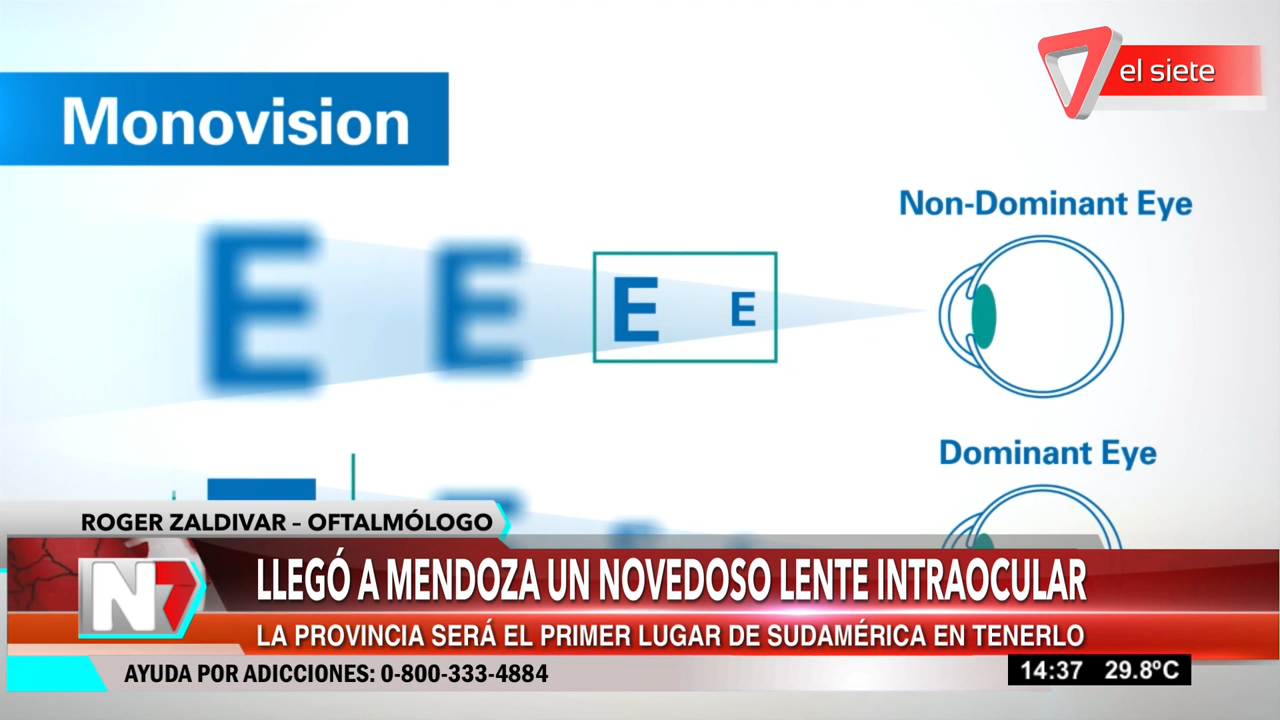 el siete
Monovision
Non-Dominant Eye
E E E E
Dominant Eye
ROGER ZALDIVAR – OFTALMÓLOGO
N7
LLEGÓ A MENDOZA UN NOVEDOSO LENTE INTRAOCULAR
LA PROVINCIA SERÁ EL PRIMER LUGAR DE SUDAMÉRICA EN TENERLO
AYUDA POR ADICCIONES: 0-800-333-4884
14:37 29.8ºC